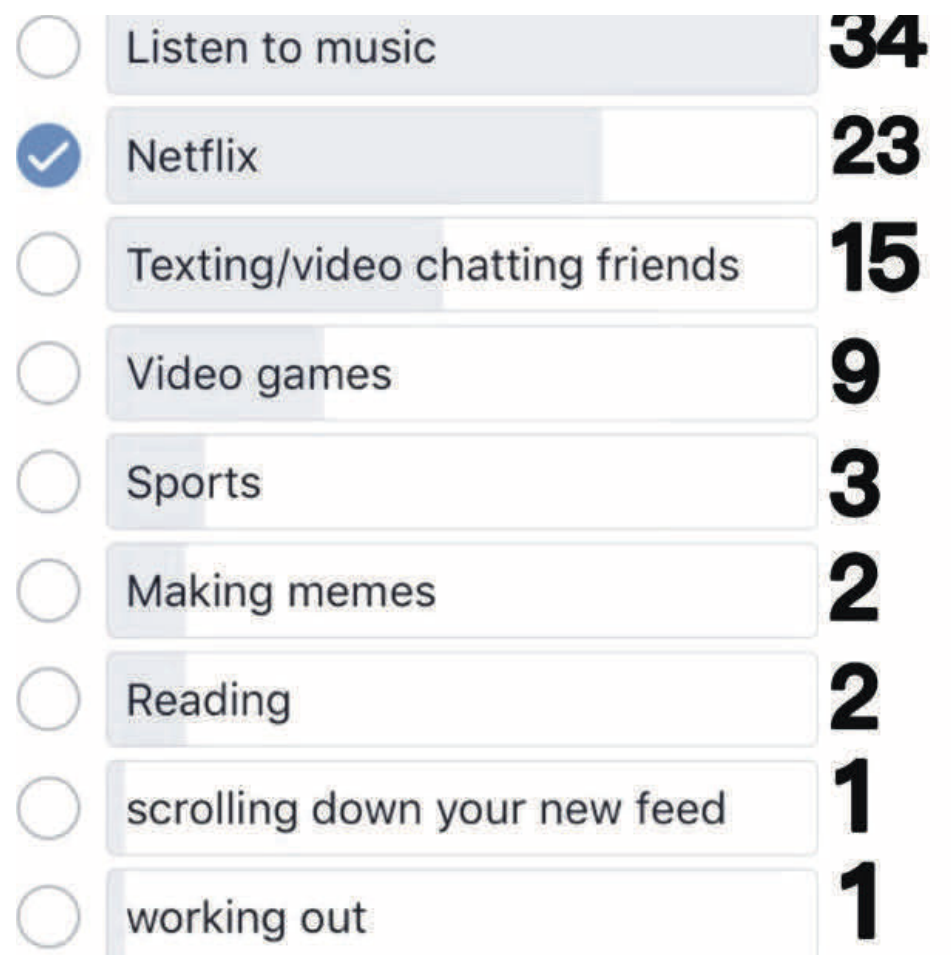 Listen to music 34
Netflix 23
Texting/video chatting friends 15
Video games 9
Sports 3
Making memes 2
Reading 2
scrolling down your new feed 1
working out 1